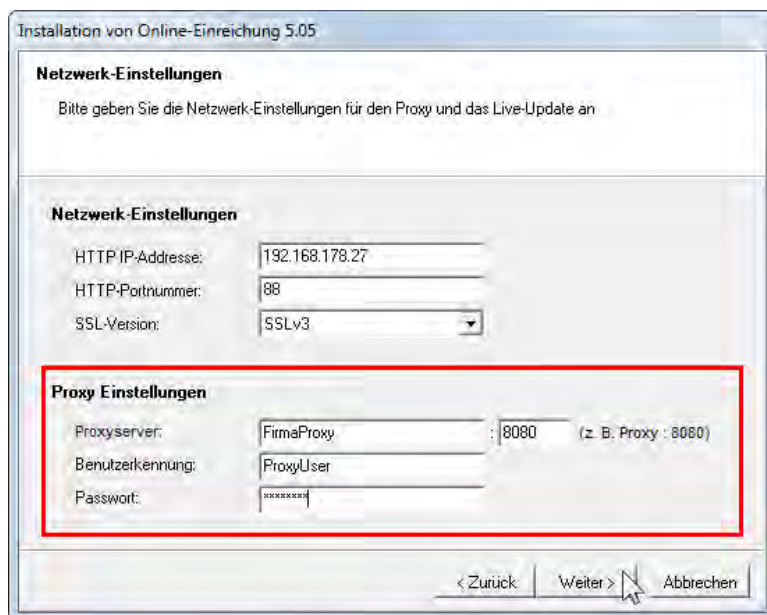 Installation von Online-Einreichung 5.05
Netzwerk-Einstellungen
Bitte geben Sie die Netzwerk-Einstellungen für den Proxy und das Live-Update an
Netzwerk-Einstellungen
HTTP IP-Addresse: 192.168.178.27
HTTP-Portnummer: 88
SSL-Version: SSLv3
Proxy Einstellungen
Proxyserver: FirmaProxy : 8080 (z. B. Proxy : 8080)
Benutzerkennung: ProxyUser
Passwort: ********
< Zurück Weiter > Abbrechen